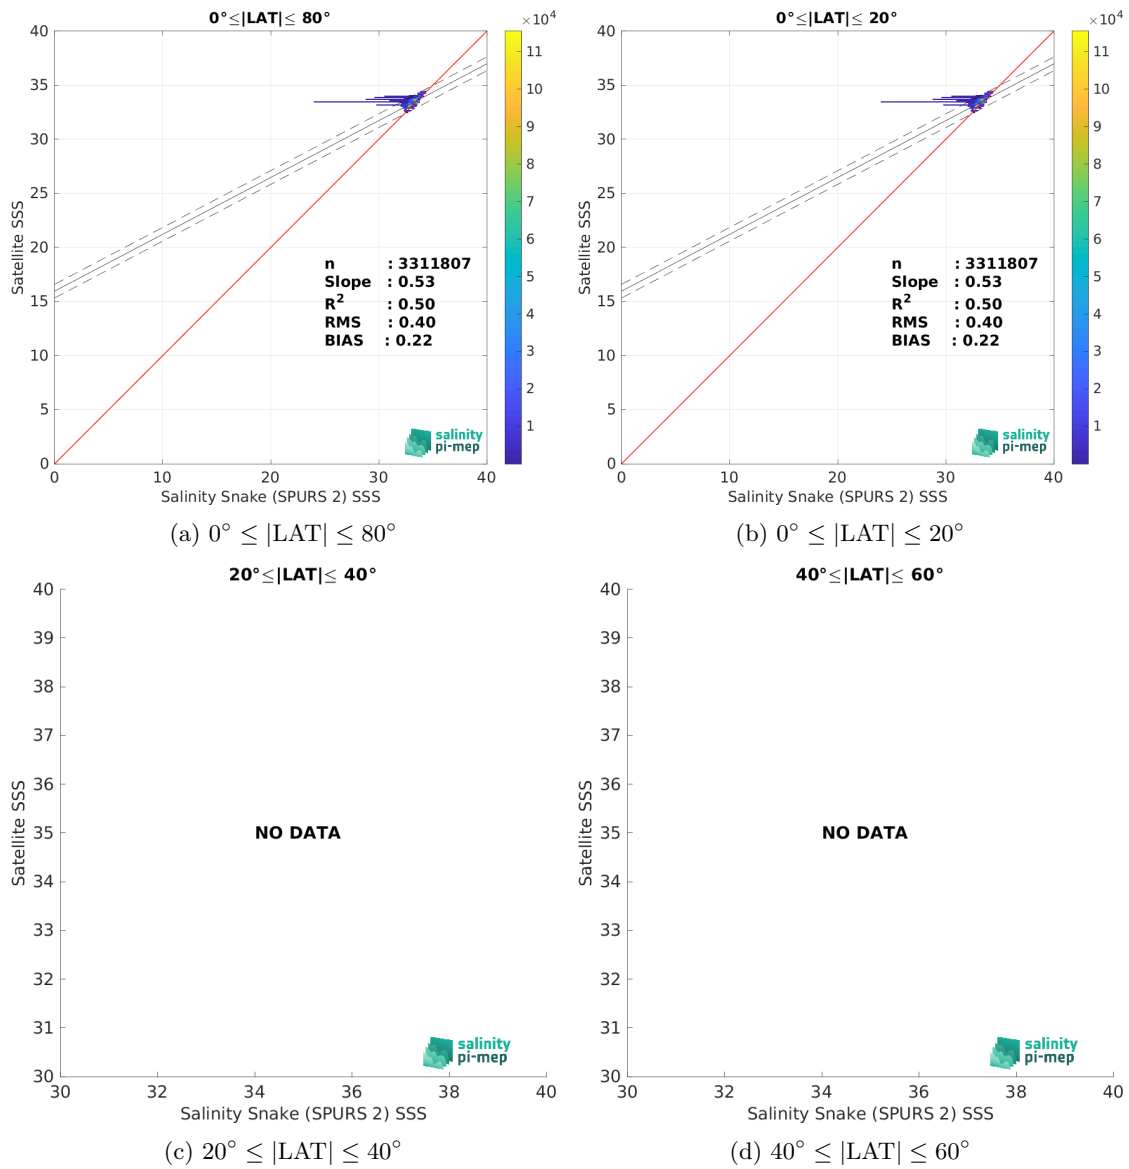 0°≤|LAT|≤ 80°
×10⁴
40
35
30
25
20
15
10
5
0
Satellite SSS
n : 3311807
Slope : 0.53
R² : 0.50
RMS : 0.40
BIAS : 0.22
salinity
pi-mep
0 10 20 30 40
Salinity Snake (SPURS 2) SSS
11
10
9
8
7
6
5
4
3
2
1
(a) 0° ≤ |LAT| ≤ 80°
0°≤|LAT|≤ 20°
×10⁴
40
35
30
25
20
15
10
5
0
Satellite SSS
n : 3311807
Slope : 0.53
R² : 0.50
RMS : 0.40
BIAS : 0.22
salinity
pi-mep
0 10 20 30 40
Salinity Snake (SPURS 2) SSS
11
10
9
8
7
6
5
4
3
2
1
(b) 0° ≤ |LAT| ≤ 20°
20°≤|LAT|≤ 40°
40
39
38
37
36
35
34
33
32
31
30
Satellite SSS
NO DATA
salinity
pi-mep
30 32 34 36 38 40
Salinity Snake (SPURS 2) SSS
(c) 20° ≤ |LAT| ≤ 40°
40°≤|LAT|≤ 60°
40
39
38
37
36
35
34
33
32
31
30
Satellite SSS
NO DATA
salinity
pi-mep
30 32 34 36 38 40
Salinity Snake (SPURS 2) SSS
(d) 40° ≤ |LAT| ≤ 60°